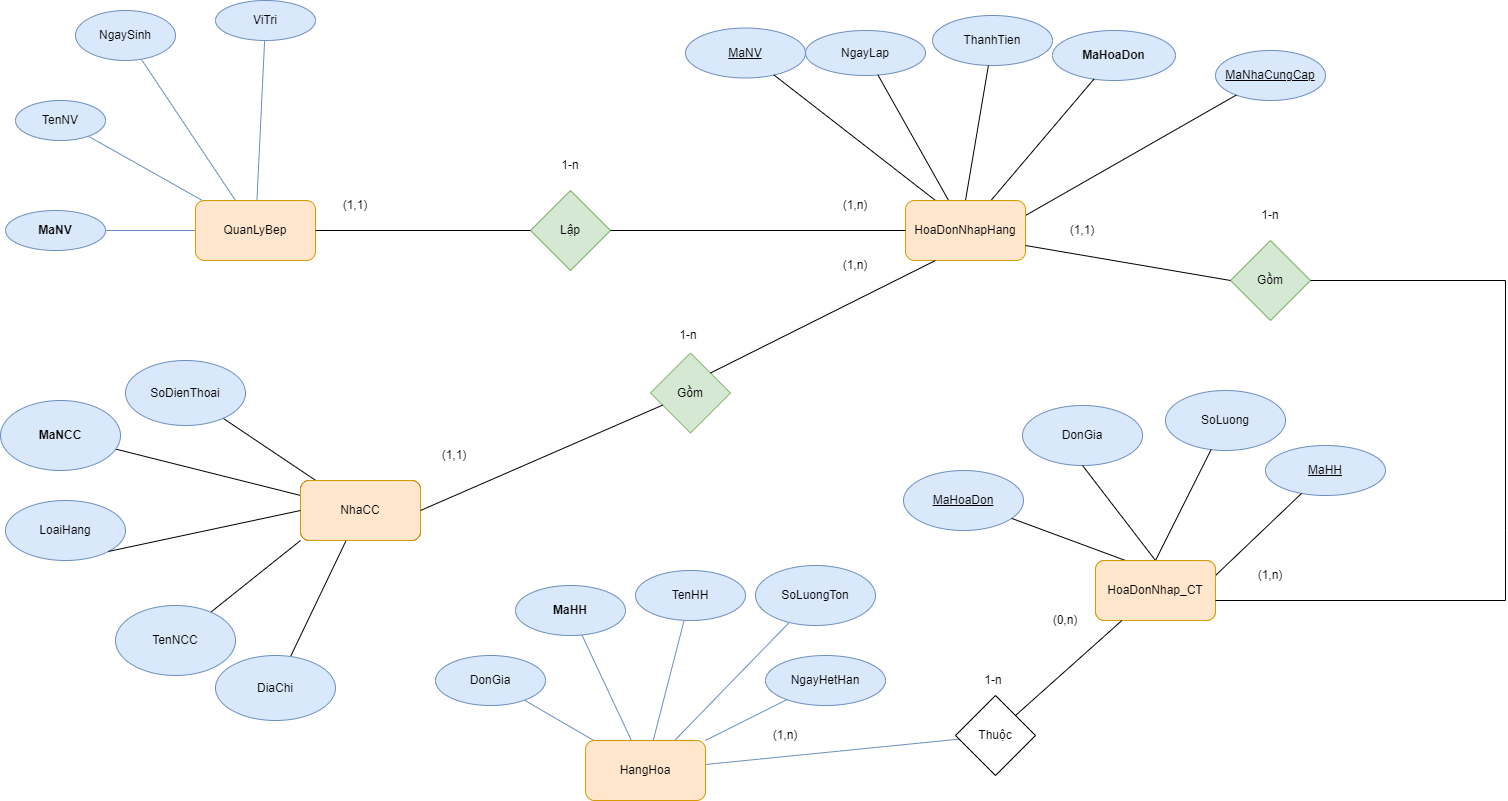 ViTri
NgaySinh
TenNV
MaNV
QuanLyBep
(1,1)
1-n
Lập
(1,n)
MaNV
NgayLap
ThanhTien
MaHoaDon
MaNhaCungCap
HoaDonNhapHang
(1,1)
1-n
Gồm
(1,n)
1-n
Gồm
(1,1)
SoDienThoai
MaNCC
LoaiHang
NhaCC
TenNCC
DiaChi
SoLuong
DonGia
MaHH
MaHoaDon
(1,n)
HoaDonNhap_CT
(0,n)
1-n
Thuộc
(1,n)
MaHH
TenHH
SoLuongTon
DonGia
NgayHetHan
HangHoa